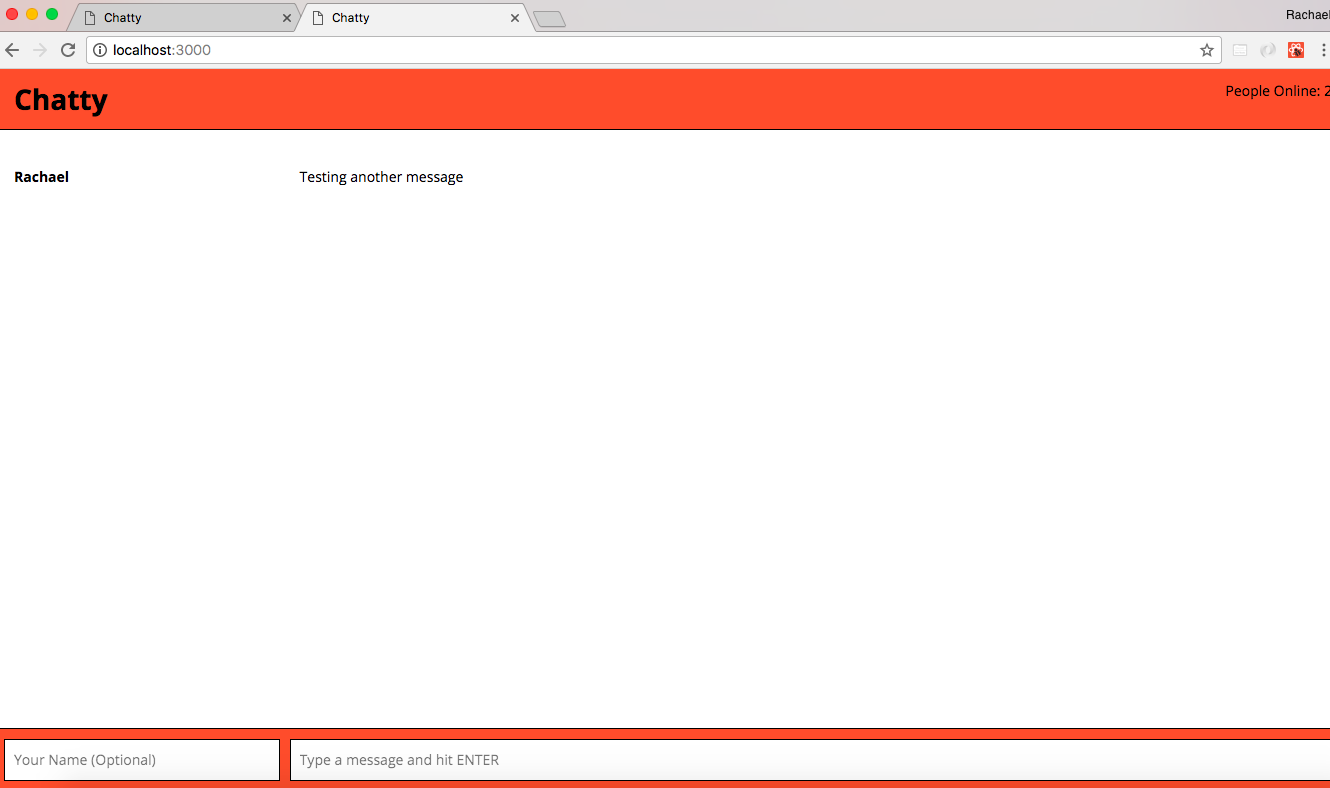 Chatty
Chatty
Rachael
localhost:3000
Chatty
People Online: 2
Rachael
Testing another message
Your Name (Optional)
Type a message and hit ENTER